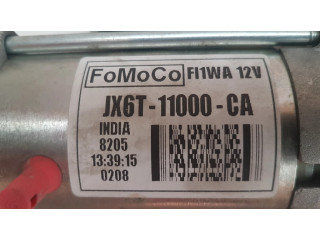 FoMoCo FI1WA 12V
JX6T-11000-CA
INDIA
8205
13:39:15
0208